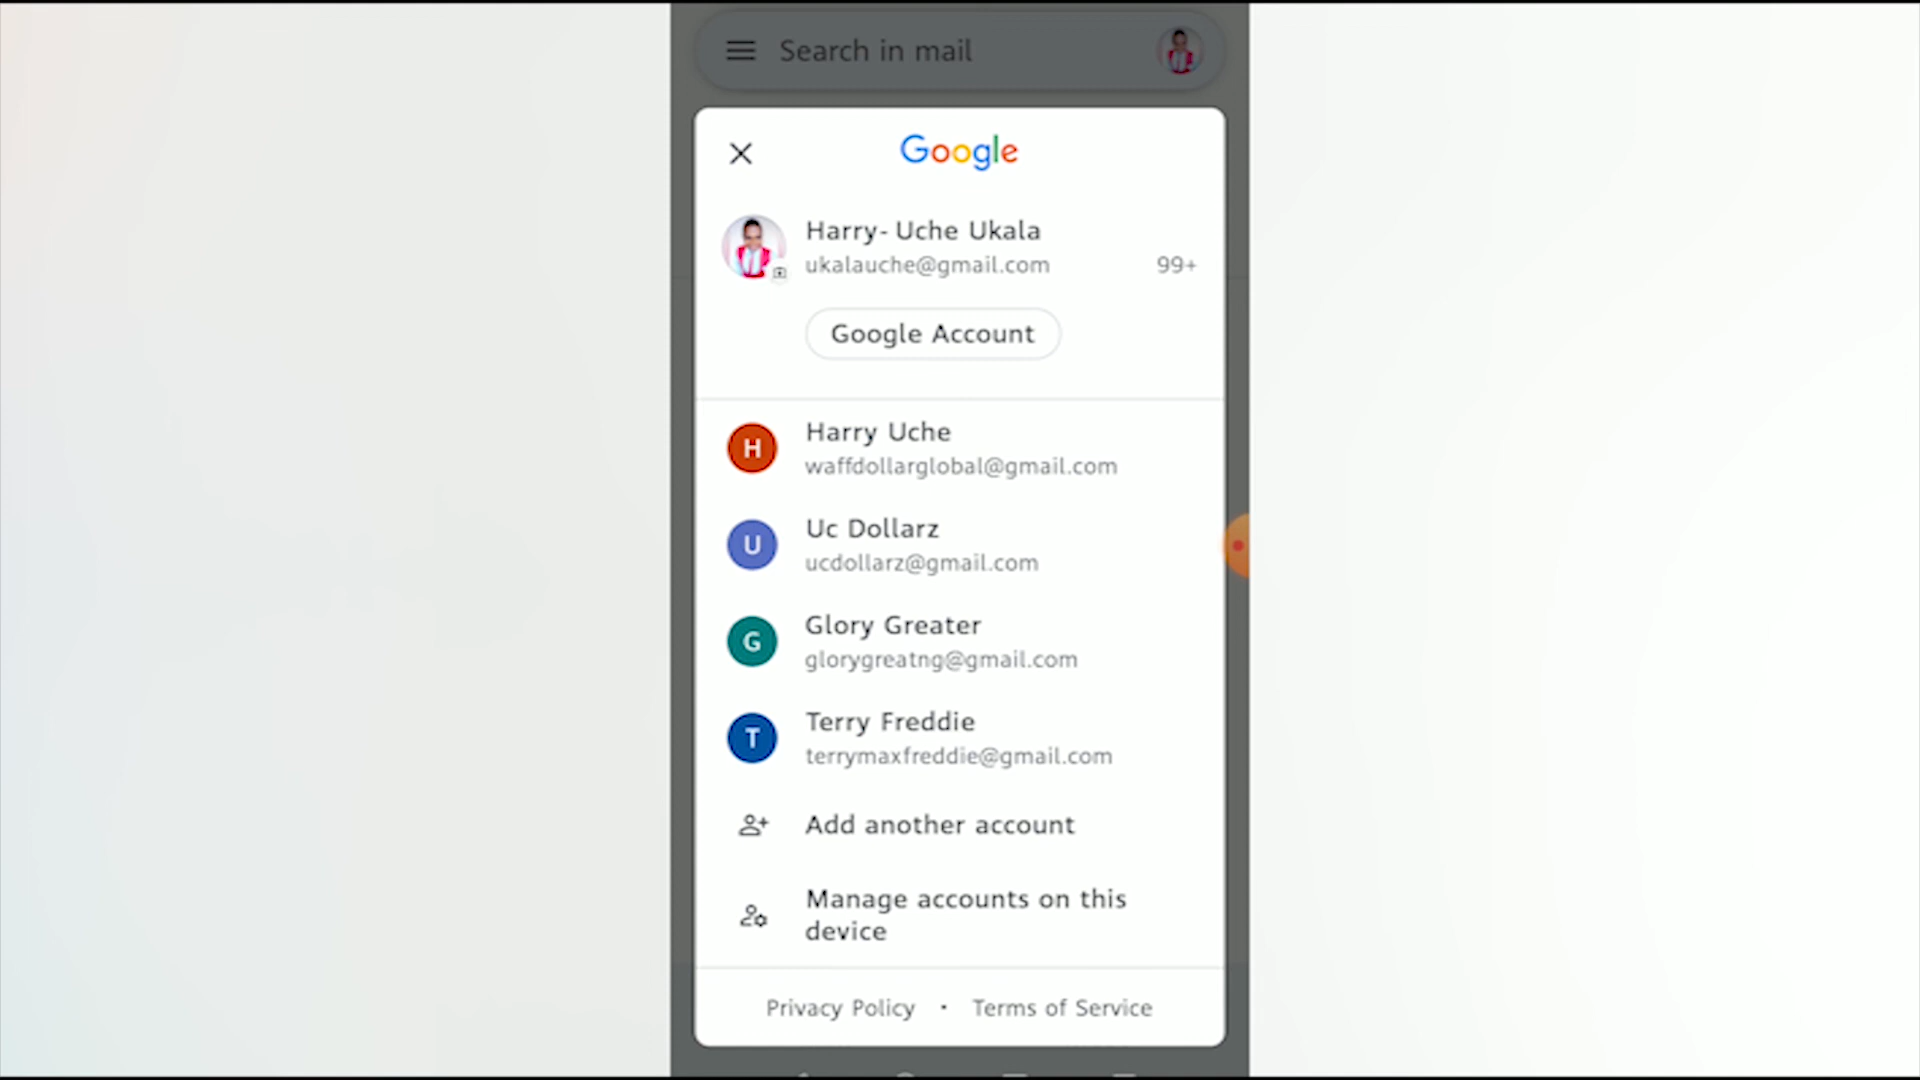 Search in mail
Google
Harry- Uche Ukala
ukalauche@gmail.com
99+
Google Account
H
Harry Uche
waffdollarglobal@gmail.com
U
Uc Dollarz
ucdollarz@gmail.com
G
Glory Greater
glorygreatng@gmail.com
T
Terry Freddie
terrymaxfreddie@gmail.com
Add another account
Manage accounts on this
device
Privacy Policy • Terms of Service